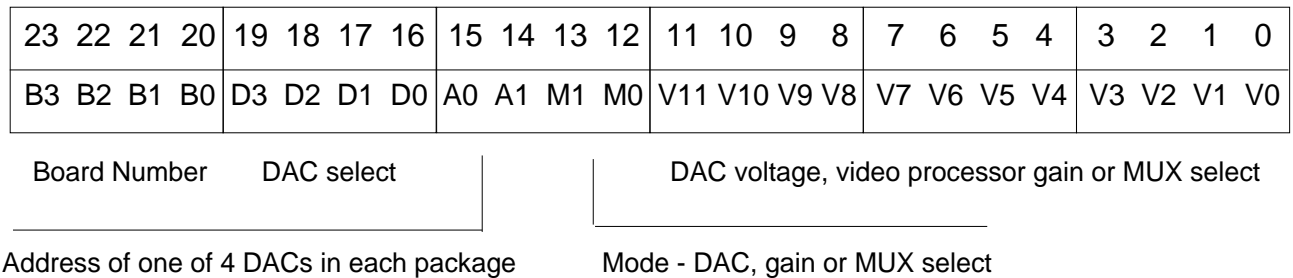 23 22 21 20 19 18 17 16 15 14 13 12 11 10 9 8 7 6 5 4 3 2 1 0
B3 B2 B1 B0 D3 D2 D1 D0 A0 A1 M1 M0 V11 V10 V9 V8 V7 V6 V5 V4 V3 V2 V1 V0
Board Number DAC select DAC voltage, video processor gain or MUX select
Address of one of 4 DACs in each package Mode - DAC, gain or MUX select